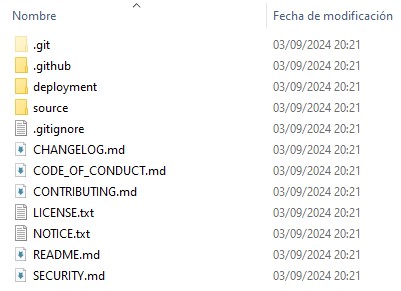 Nombre Fecha de modificación
.git 03/09/2024 20:21
.github 03/09/2024 20:21
deployment 03/09/2024 20:21
source 03/09/2024 20:21
.gitignore 03/09/2024 20:21
CHANGELOG.md 03/09/2024 20:21
CODE_OF_CONDUCT.md 03/09/2024 20:21
CONTRIBUTING.md 03/09/2024 20:21
LICENSE.txt 03/09/2024 20:21
NOTICE.txt 03/09/2024 20:21
README.md 03/09/2024 20:21
SECURITY.md 03/09/2024 20:21